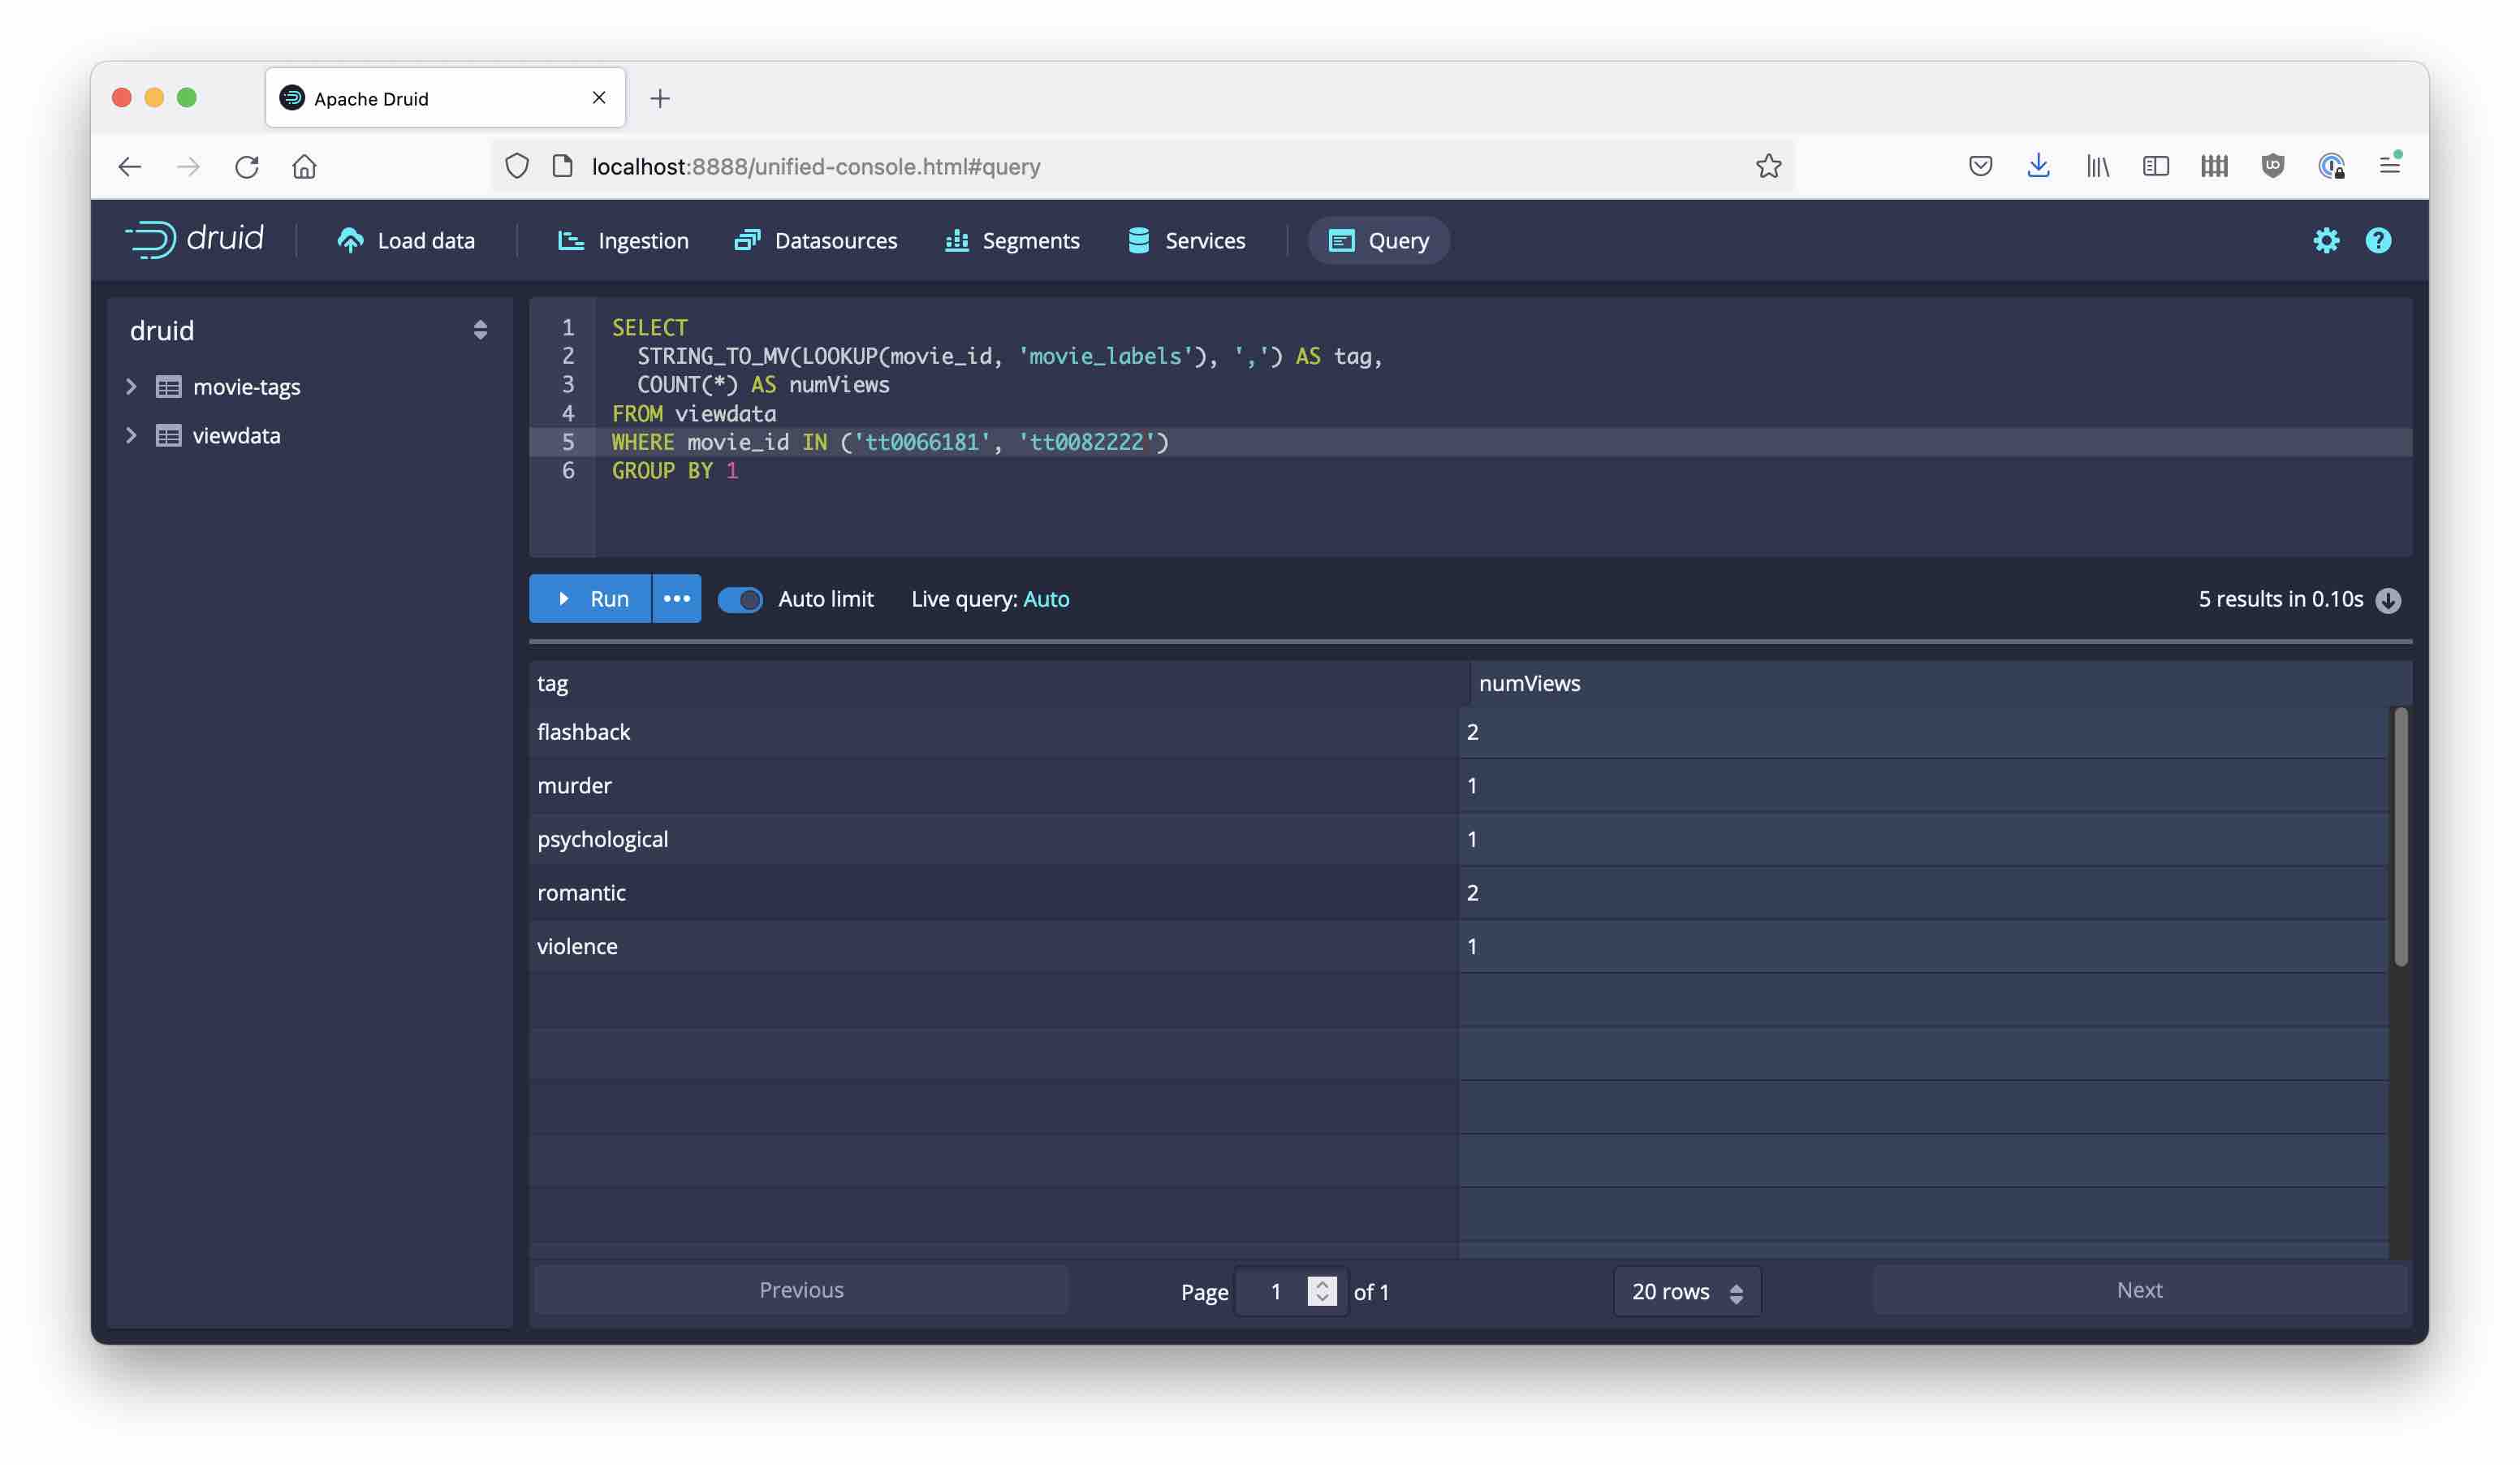 Apache Druid
localhost:8888/unified-console.html#query
druid
Load data
Ingestion
Datasources
Segments
Services
Query
druid
movie-tags
viewdata
1 SELECT
2 STRING_TO_MV(LOOKUP(movie_id, 'movie_labels'), ',') AS tag,
3 COUNT(*) AS numViews
4 FROM viewdata
5 WHERE movie_id IN ('tt0066181', 'tt0082222')
6 GROUP BY 1
Run
Auto limit
Live query: Auto
5 results in 0.10s
tag numViews
flashback 2
murder 1
psychological 1
romantic 2
violence 1
Previous
Page 1 of 1
20 rows
Next